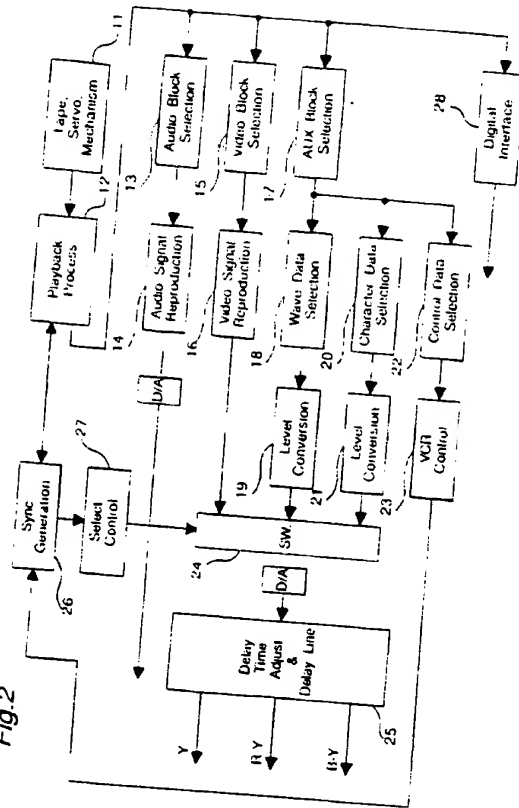 Fig.2
Tape,
Servo,
Mechanism
11
Playback
Process
12
Sync
Generation
26
Select
Control
27
Audio Block
Selection
13
Audio Signal
Reproduction
14
D/A
Video Block
Selection
15
Video Signal
Reproduction
16
AUX Block
Selection
17
Wave Data
Selection
18
Level
Conversion
19
Character Data
Selection
20
Level
Conversion
21
Control Data
Selection
22
VCR
Control
23
SW
24
D/A
Delay
Time
Adjust
&
Delay Line
25
Y
R-Y
B-Y
Digital
Interface
28